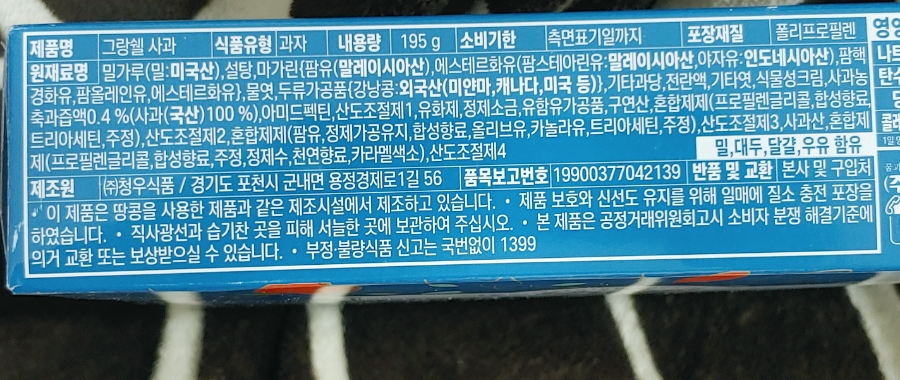 제품명 그랑쉘 사과 식품유형 과자 내용량 195 g 소비기한 측면표기일까지 포장재질 폴리프로필렌
원재료명 밀가루(밀:미국산),설탕,마가린{팜유(말레이시아산),에스테르화유(팜스테아린유:말레이시아산,야자유:인도네시아산),팜핵
경화유,팜올레인유,에스테르화유},물엿,두류가공품{강낭콩:외국산(미얀마,캐나다,미국 등)},기타과당,전란액,기타엿,식물성크림,사과농
축과즙액0.4 %(사과(국산)100 %),아미드펙틴,산도조절제1,유화제,정제소금,유함유가공품,구연산,혼합제제(프로필렌글리콜,합성향료,
트리아세틴,주정),산도조절제2,혼합제제(팜유,정제가공유지,합성향료,올리브유,카놀라유,트리아세틴,주정),산도조절제3,사과산,혼합제
제(프로필렌글리콜,합성향료,주정,정제수,천연향료,카라멜색소),산도조절제4 밀,대두,달걀,우유 함유
제조원 ㈜청우식품 / 경기도 포천시 군내면 용정경제로1길 56 품목보고번호 19900377042139 반품 및 교환 본사 및 구입처
• 이 제품은 땅콩을 사용한 제품과 같은 제조시설에서 제조하고 있습니다. • 제품 보호와 신선도 유지를 위해 일매에 질소 충전 포장을
하였습니다. • 직사광선과 습기찬 곳을 피해 서늘한 곳에 보관하여 주십시오. • 본 제품은 공정거래위원회고시 소비자 분쟁 해결기준에
의거 교환 또는 보상받으실 수 있습니다. • 부정·불량식품 신고는 국번없이 1399